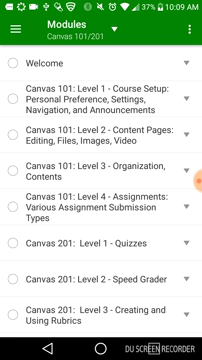 37% 10:09 AM
Modules
Canvas 101/201
Welcome
Canvas 101: Level 1 - Course Setup:
Personal Preference, Settings,
Navigation, and Announcements
Canvas 101: Level 2 - Content Pages:
Editing, Files, Images, Video
Canvas 101: Level 3 - Organization,
Contents
Canvas 101: Level 4 - Assignments:
Various Assignment Submission
Types
Canvas 201: Level 1 - Quizzes
Canvas 201: Level 2 - Speed Grader
Canvas 201: Level 3 - Creating and
Using Rubrics
DU SCREEN RECORDER